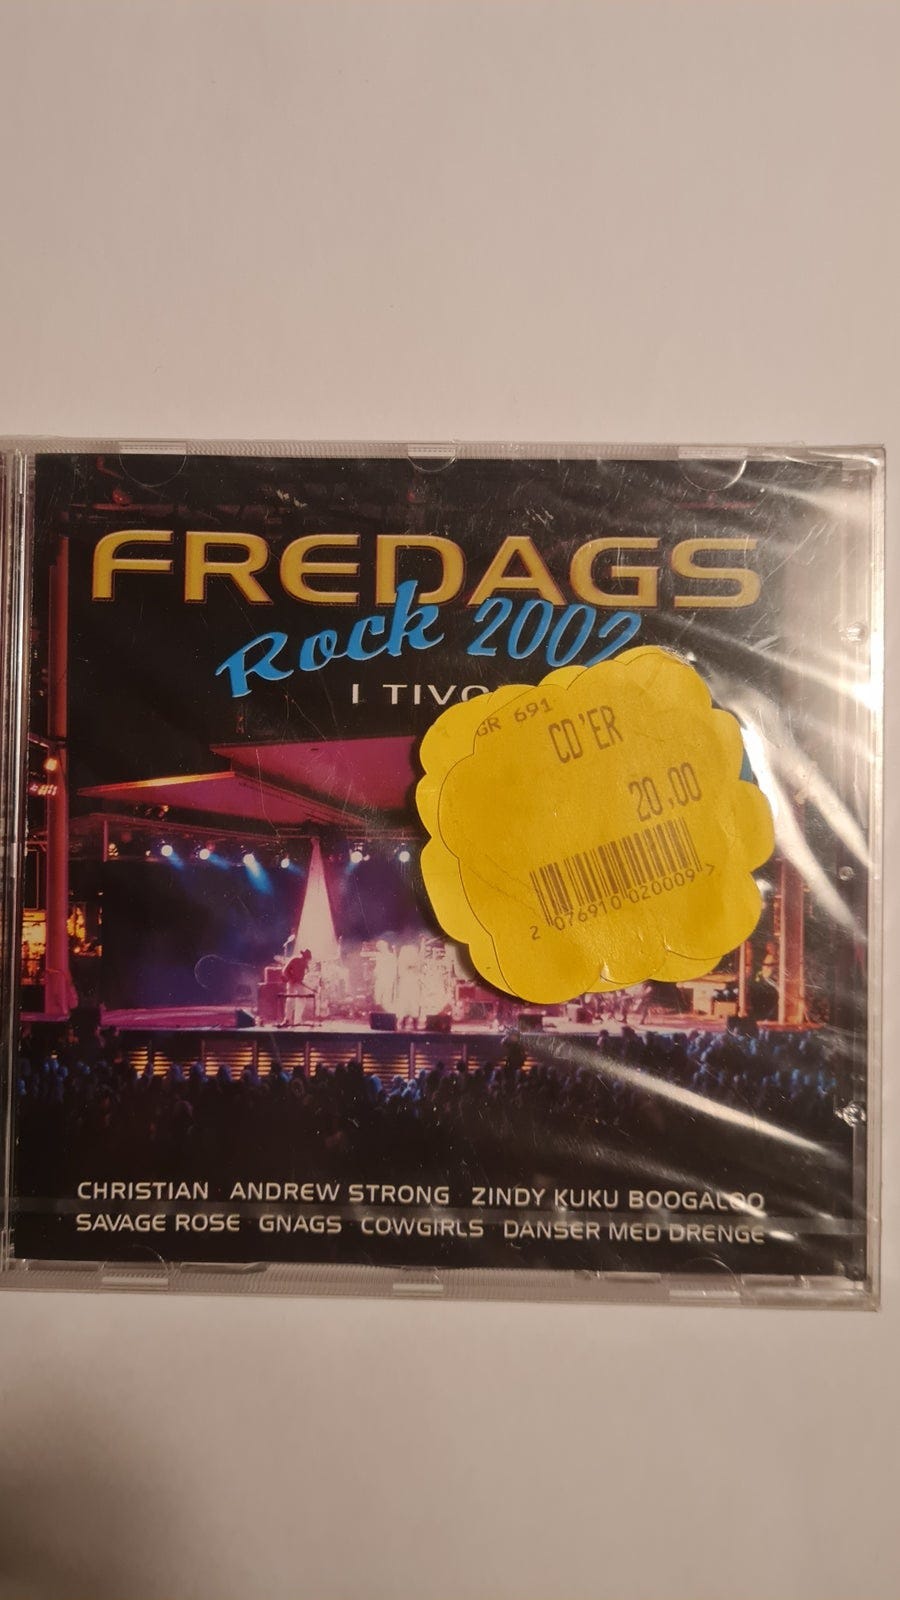 FREDAGS
Rock 2002
I TIVO
GR 691
CD'ER
20,00
2 076910 020009 >
CHRISTIAN · ANDREW STRONG · ZINDY KUKU BOOGALOO
SAVAGE ROSE · GNAGS · COWGIRLS · DANSER MED DRENGE